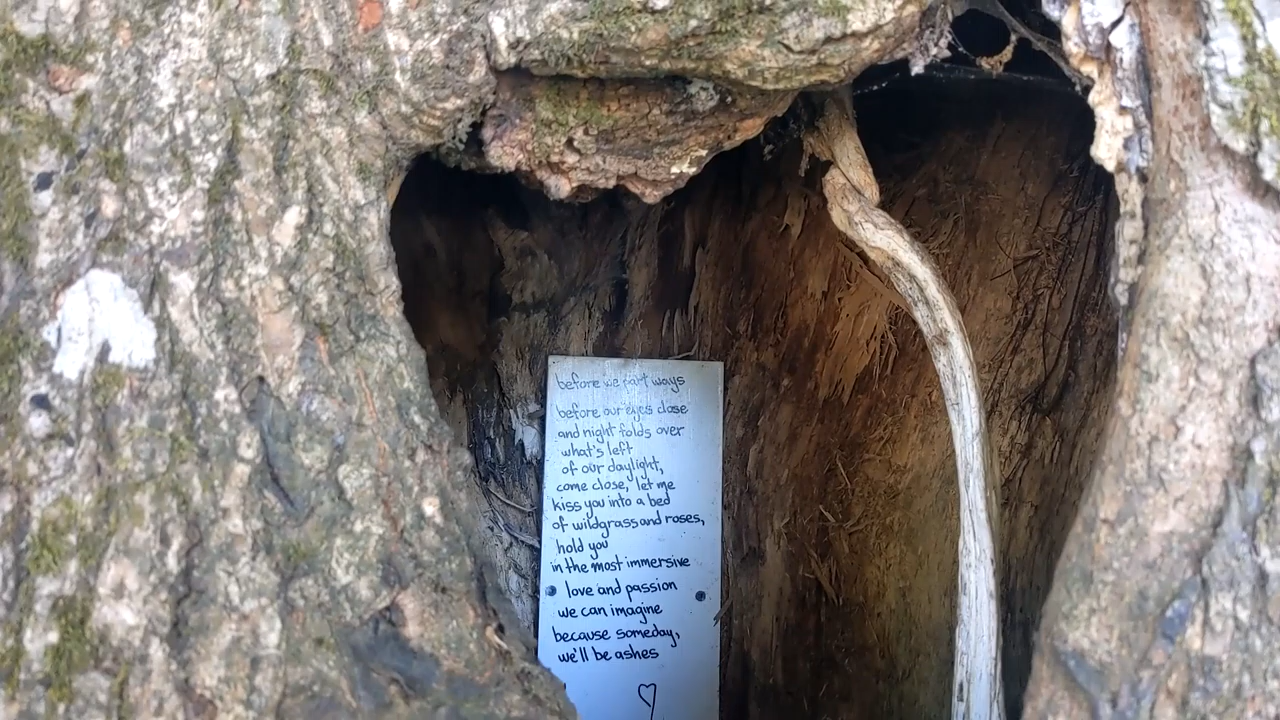 before we part ways
before our eyes close
and night folds over
what's left
of our daylight,
come close, let me
kiss you into a bed
of wildgrass and roses,
hold you
in the most immersive
love and passion
we can imagine
because someday,
we'll be ashes